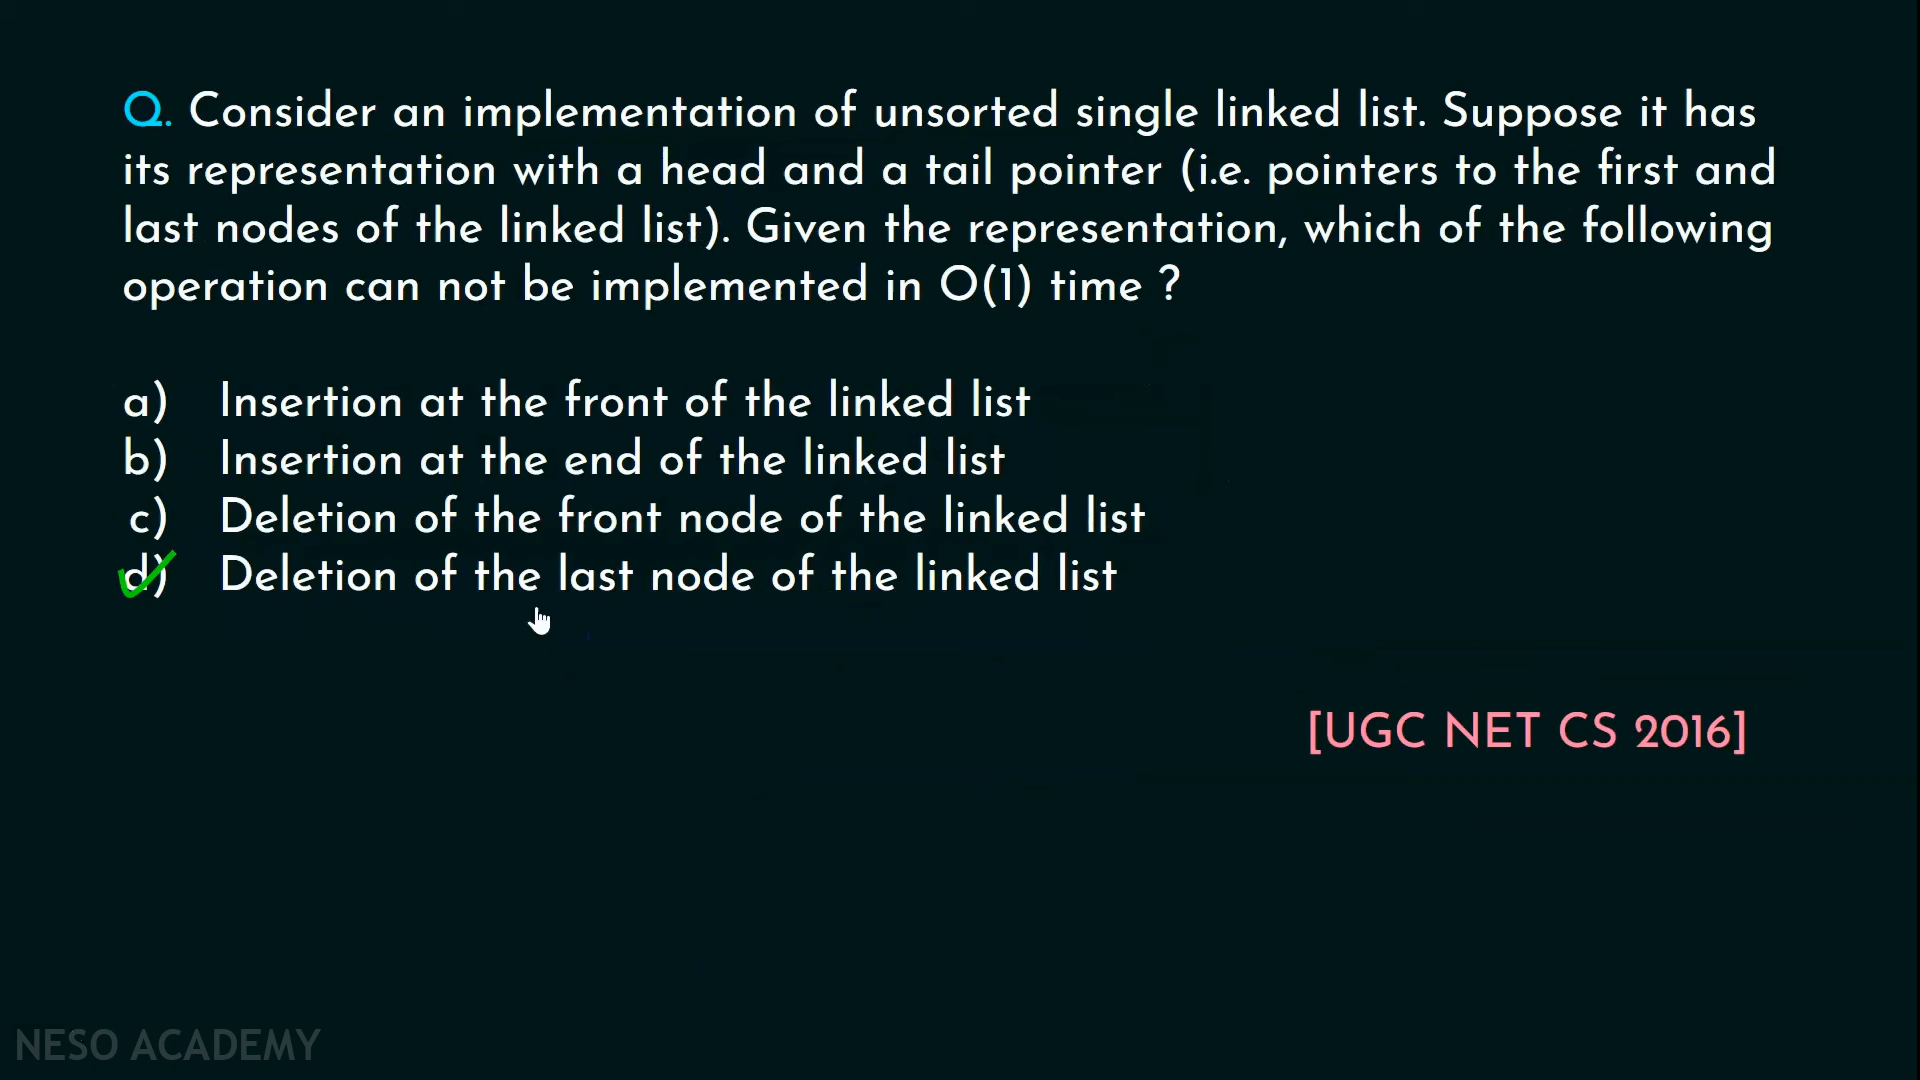 Q. Consider an implementation of unsorted single linked list. Suppose it has
its representation with a head and a tail pointer (i.e. pointers to the first and
last nodes of the linked list). Given the representation, which of the following
operation can not be implemented in O(1) time ?
a) Insertion at the front of the linked list
b) Insertion at the end of the linked list
c) Deletion of the front node of the linked list
d) Deletion of the last node of the linked list
[UGC NET CS 2016]
NESO ACADEMY